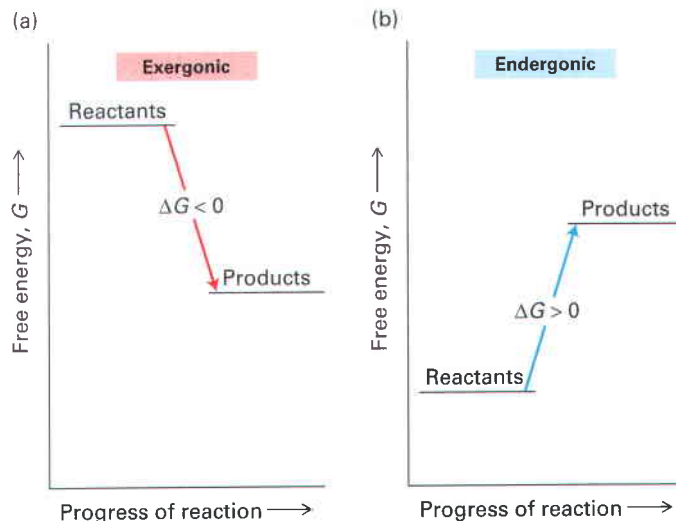 (a)
Exergonic
Reactants
ΔG < 0
Products
Free energy, G ⟶
Progress of reaction ⟶
(b)
Endergonic
Products
ΔG > 0
Reactants
Free energy, G ⟶
Progress of reaction ⟶